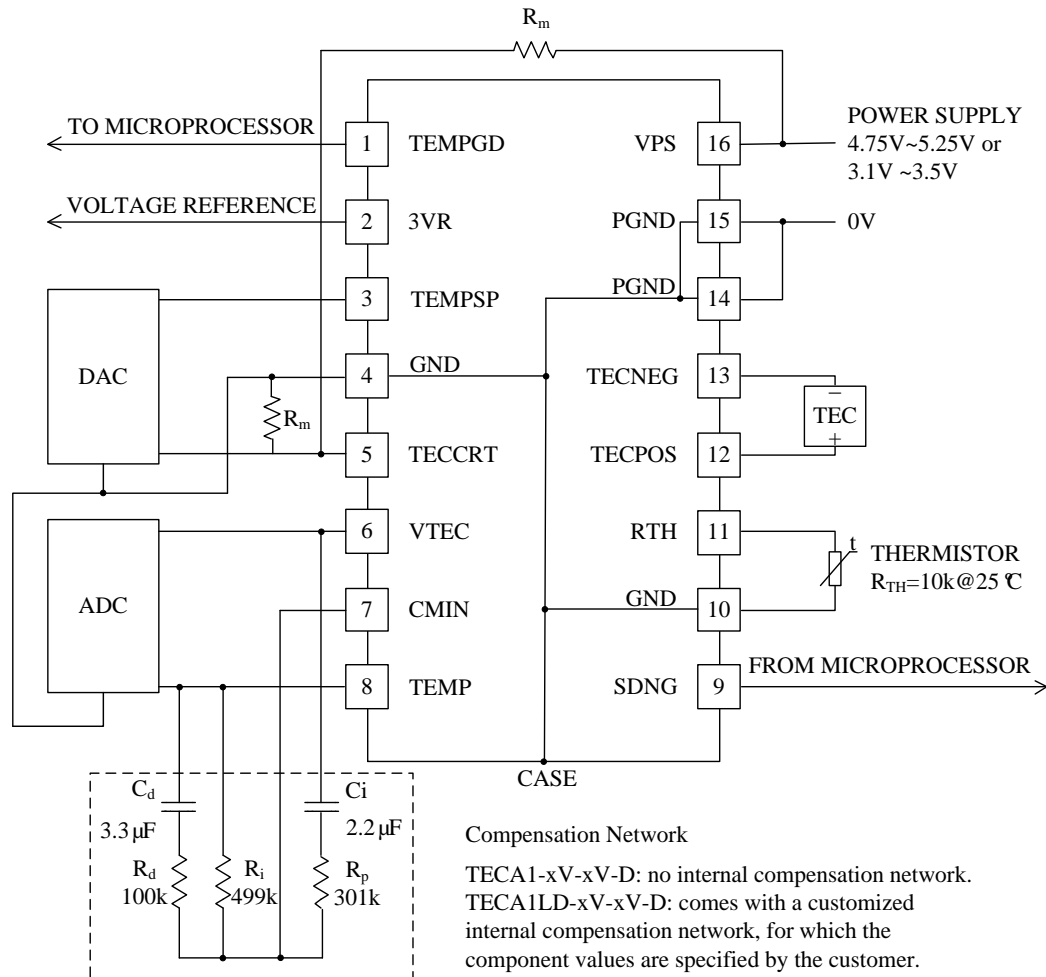 Rm
TO MICROPROCESSOR
1
TEMPGD
VPS
16
POWER SUPPLY
4.75V~5.25V or
3.1V ~3.5V
VOLTAGE REFERENCE
2
3VR
PGND
15
0V
3
TEMPSP
PGND
14
DAC
4
GND
TECNEG
13
−
TEC
+
Rm
5
TECCRT
TECPOS
12
6
VTEC
RTH
11
t
THERMISTOR
RTH=10k@25 ℃
ADC
7
CMIN
GND
10
8
TEMP
SDNG
9
FROM MICROPROCESSOR
CASE
Cd
3.3 µF
Ci
2.2 µF
Rd
100k
Ri
499k
Rp
301k
Compensation Network
TECA1-xV-xV-D: no internal compensation network.
TECA1LD-xV-xV-D: comes with a customized
internal compensation network, for which the
component values are specified by the customer.